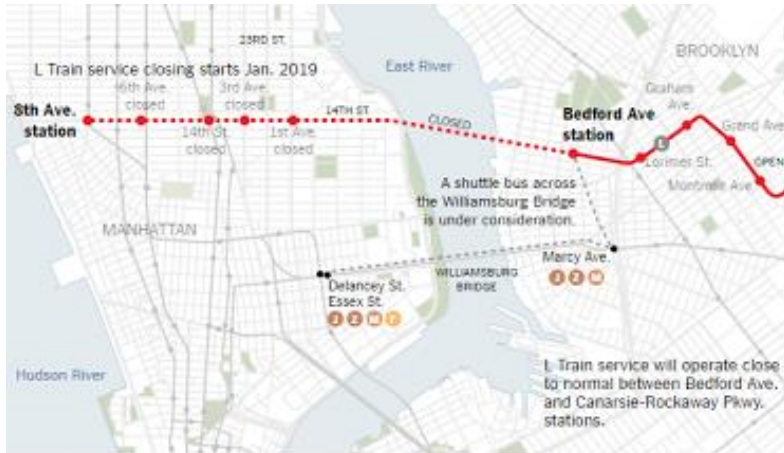 23RD ST.
BROOKLYN
East River
L Train service closing starts Jan. 2019
6th Ave.
closed
3rd Ave.
closed
Graham
Ave.
8th Ave.
station
14TH ST.
CLOSED
Bedford Ave
station
Grand Ave
14th St.
closed
1st Ave.
closed
L
Lorimer St.
OPEN
Montrose Ave.
A shuttle bus across
the Williamsburg Bridge
is under consideration.
MANHATTAN
Marcy Ave.
J Z M
WILLIAMSBURG
BRIDGE
Delancey St.
Essex St.
J Z M F
Hudson River
L Train service will operate close
to normal between Bedford Ave.
and Canarsie-Rockaway Pkwy.
stations.